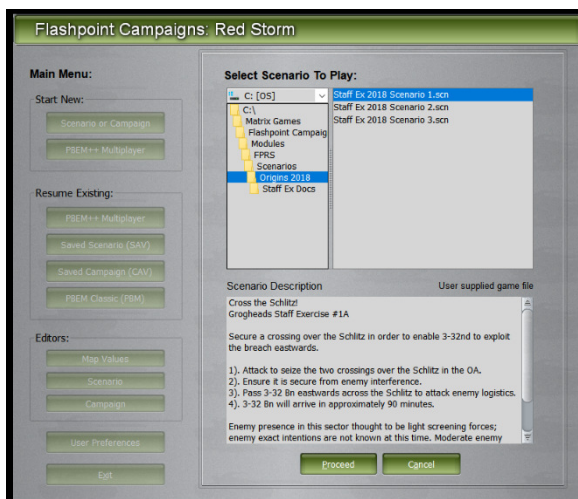 Flashpoint Campaigns: Red Storm
Main Menu:
Start New:
Scenario or Campaign
PBEM++ Multiplayer
Resume Existing:
PBEM++ Multiplayer
Saved Scenario (SAV)
Saved Campaign (CAV)
PBEM Classic (PBM)
Editors:
Map Values
Scenario
Campaign
User Preferences
Exit
Select Scenario To Play:
C: [OS]
C:\
Matrix Games
Flashpoint Campaig
Modules
FPRS
Scenarios
Origins 2018
Staff Ex Docs
Staff Ex 2018 Scenario 1.scn
Staff Ex 2018 Scenario 2.scn
Staff Ex 2018 Scenario 3.scn
Scenario Description
User supplied game file
Cross the Schlitz!
Grogheads Staff Exercise #1A
Secure a crossing over the Schlitz in order to enable 3-32nd to exploit
the breach eastwards.
1). Attack to seize the two crossings over the Schlitz in the OA.
2). Ensure it is secure from enemy interference.
3). Pass 3-32 Bn eastwards across the Schlitz to attack enemy logistics.
4). 3-32 Bn will arrive in approximately 90 minutes.
Enemy presence in this sector thought to be light screening forces;
enemy exact intentions are not known at this time. Moderate enemy
Proceed
Cancel